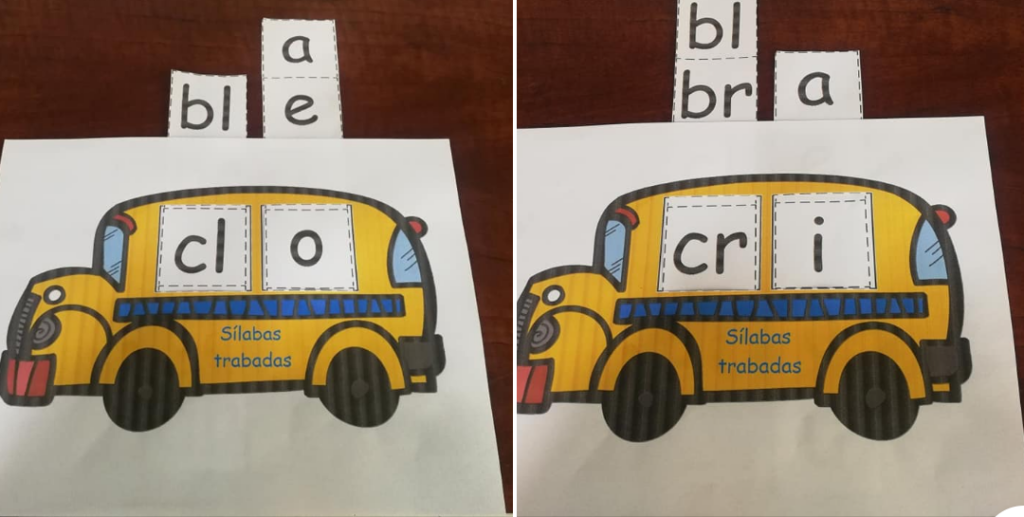 a
bl e
cl o
Sílabas
trabadas
bl
br a
cr i
Sílabas
trabadas